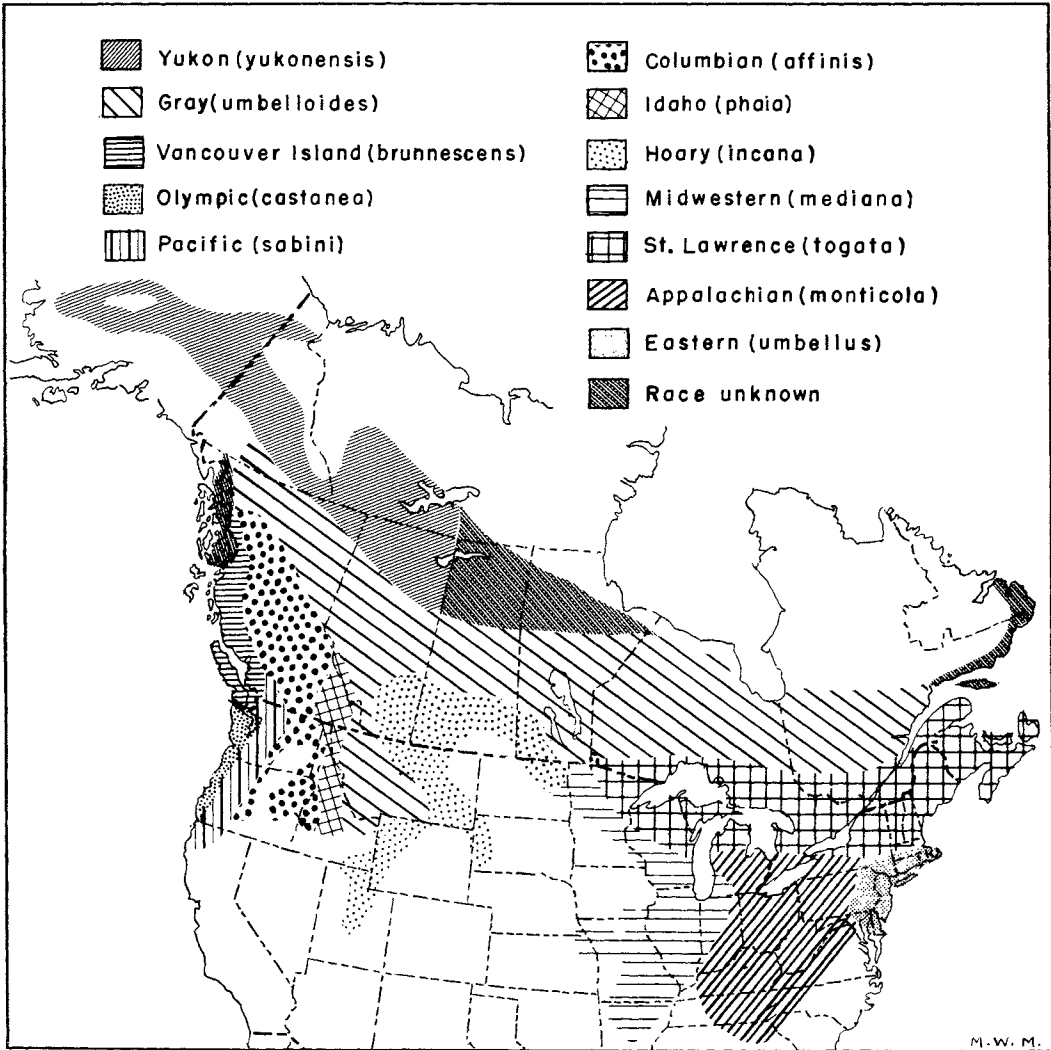 Yukon (yukonensis)
Gray (umbelloides)
Vancouver Island (brunnescens)
Olympic (castanea)
Pacific (sabini)
Columbian (affinis)
Idaho (phaia)
Hoary (incana)
Midwestern (mediana)
St. Lawrence (togata)
Appalachian (monticola)
Eastern (umbellus)
Race unknown
M.W.M.